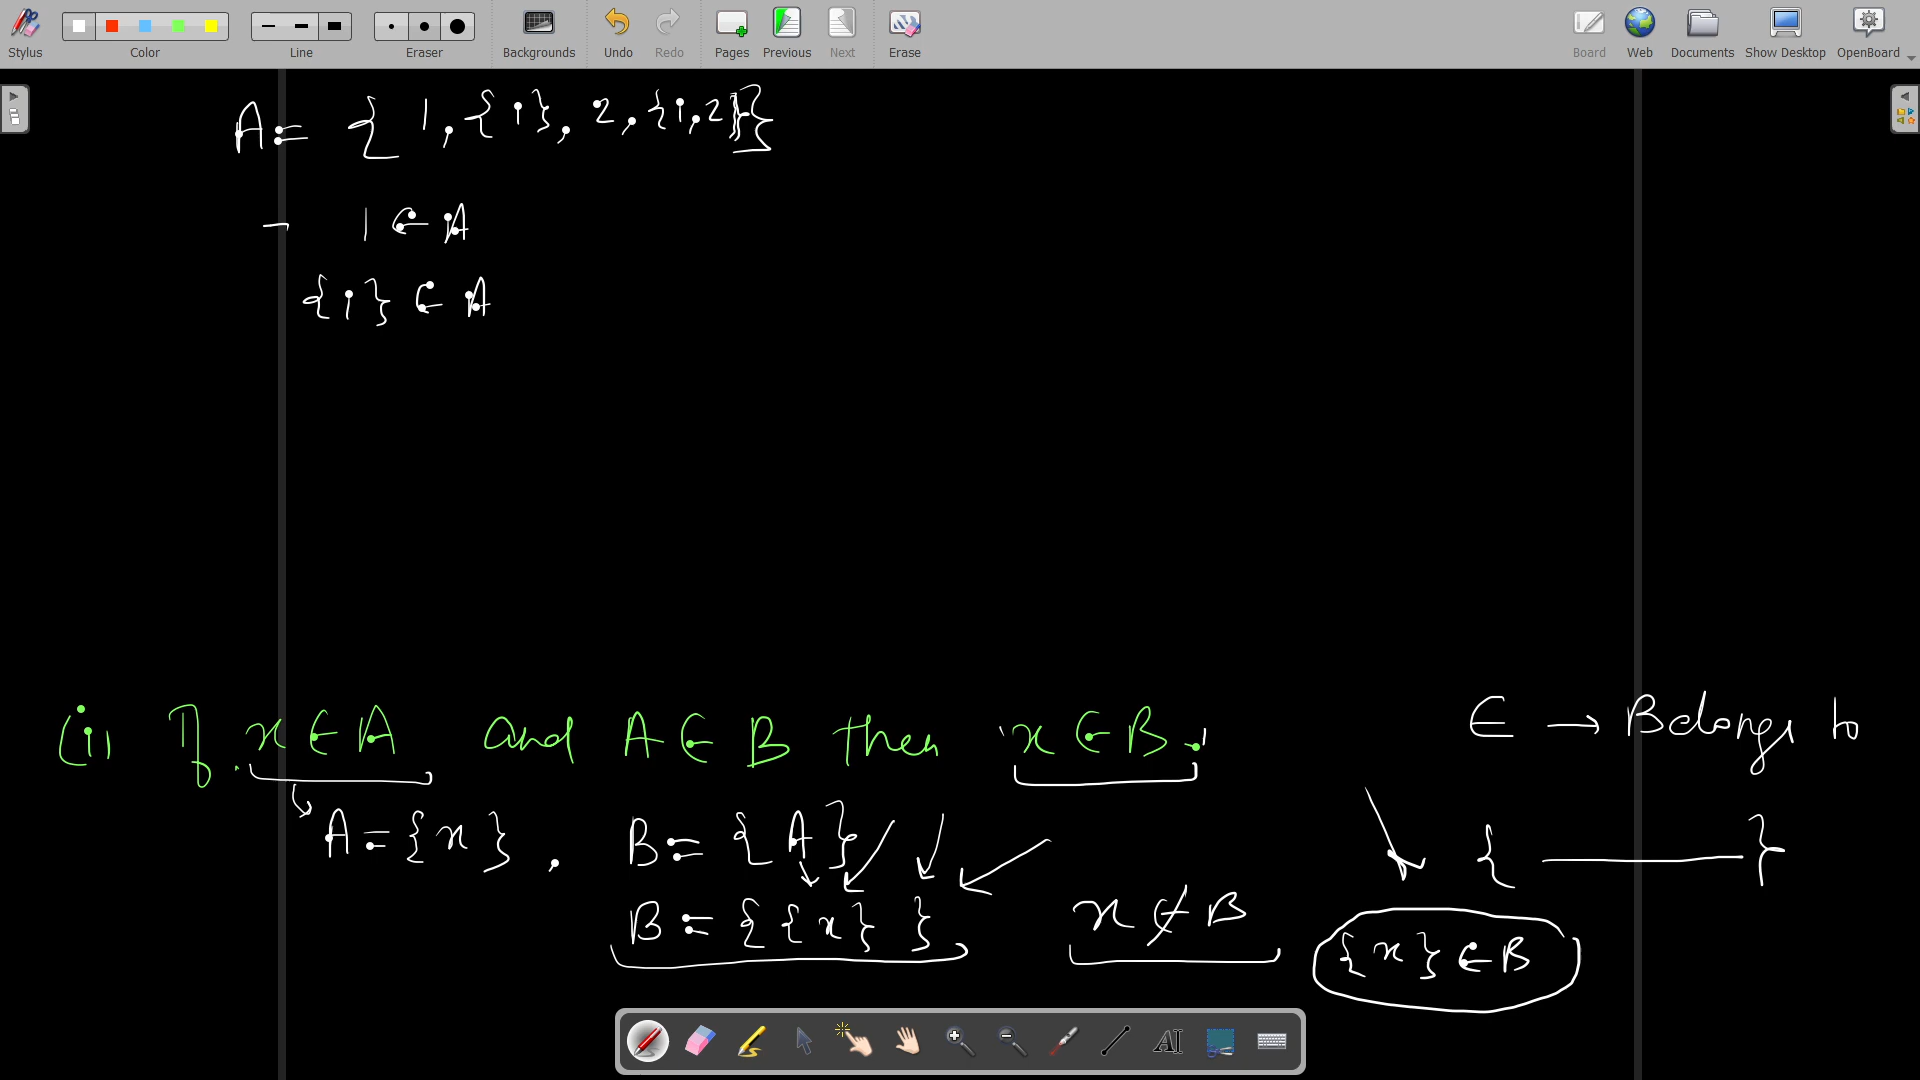 Stylus Color Line Eraser Backgrounds Undo Redo Pages Previous Next Erase Board Web Documents Show Desktop OpenBoard
A = { 1, {1}, 2, {1,2}}
- 1 ∈ A
{1} ∈ A
(i) If x ∈ A and A ∈ B then x ∈ B.
∈ → Belongs to
A = {x}, B = {A}
{ }
B = {{x} }
x ∉ B
{x} ∈ B